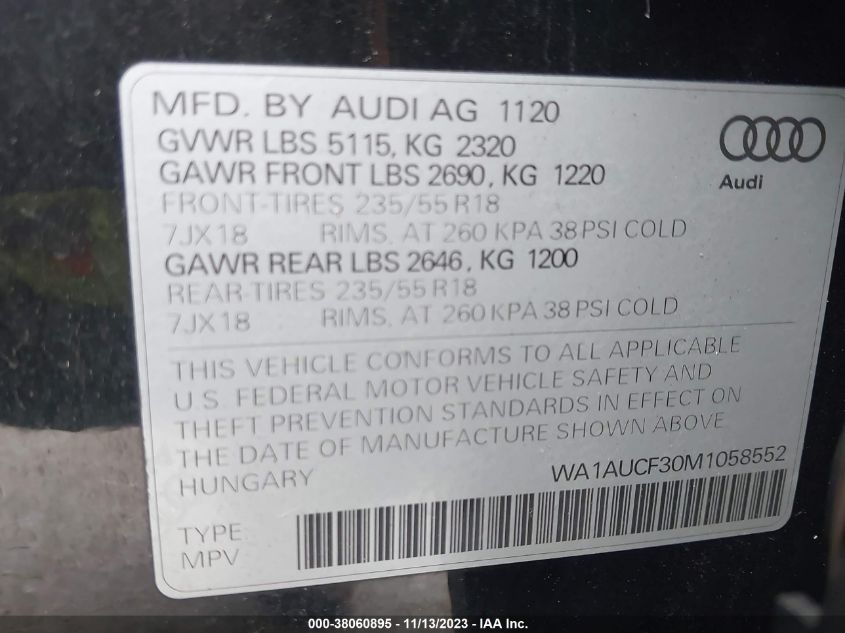 MFD. BY AUDI AG 1120
GVWR LBS 5115, KG 2320
GAWR FRONT LBS 2690, KG 1220
FRONT-TIRES 235/55 R18
7JX18 RIMS. AT 260 KPA 38 PSI COLD
GAWR REAR LBS 2646, KG 1200
REAR-TIRES 235/55 R18
7JX18 RIMS. AT 260 KPA 38 PSI COLD
Audi
THIS VEHICLE CONFORMS TO ALL APPLICABLE
U.S. FEDERAL MOTOR VEHICLE SAFETY AND
THEFT PREVENTION STANDARDS IN EFFECT ON
THE DATE OF MANUFACTURE SHOWN ABOVE
HUNGARY WA1AUCF30M1058552
TYPE
MPV
000-38060895 - 11/13/2023 - IAA Inc.